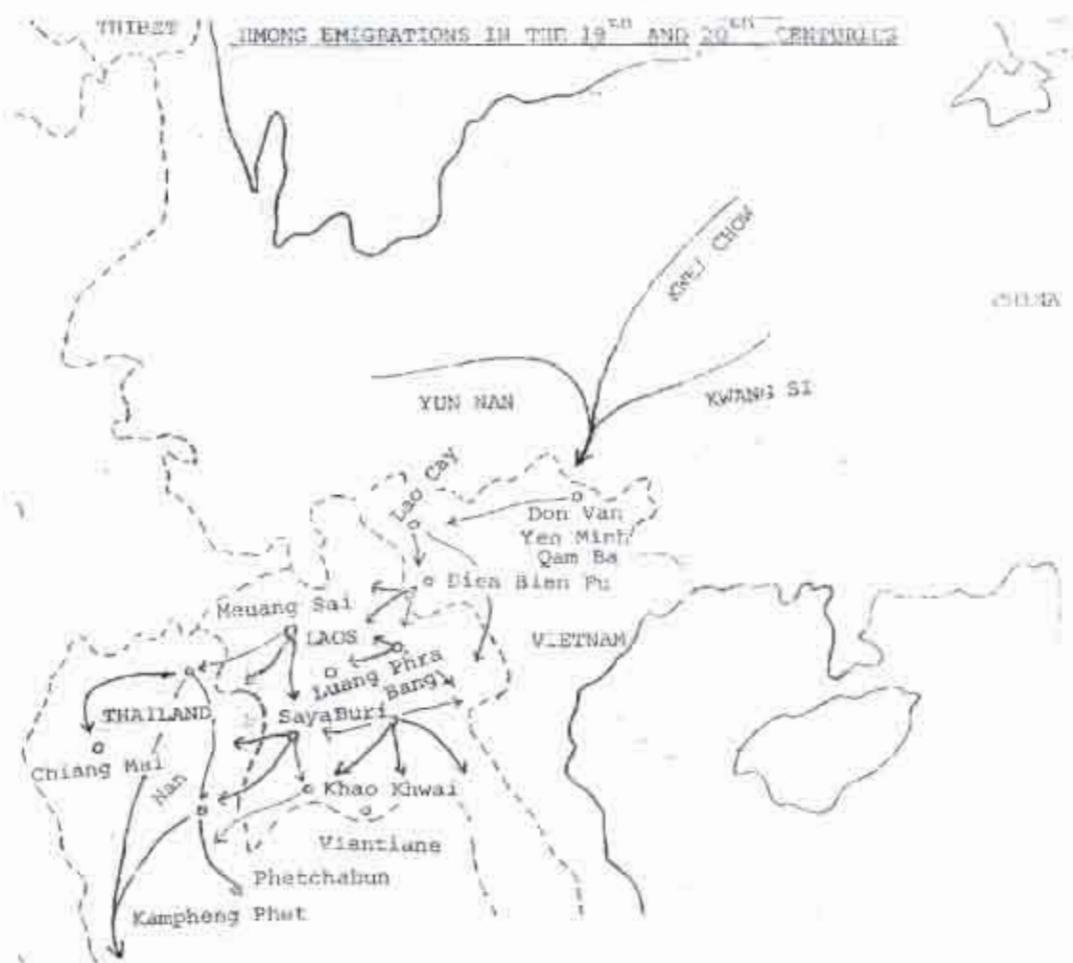 THIBET
HMONG EMIGRATIONS IN THE 19TH AND 20TH CENTURIES
KWEI CHOW
CHINA
YUN NAN
KWANG SI
Lao Cay
Don Van
Yen Minh
Qam Ba
Dien Bien Fu
Meuang Sai
LAOS
VIETNAM
Luang Phra
Bang
THAILAND
SayaBuri
Chiang Mai
Nan
Khao Khwai
Vientiane
Phetchabun
Kampheng Phet